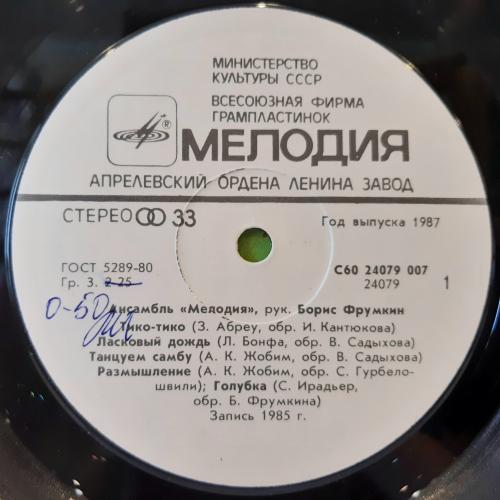 МИНИСТЕРСТВО
КУЛЬТУРЫ СССР
ВСЕСОЮЗНАЯ ФИРМА
ГРАМПЛАСТИНОК
®
МЕЛОДИЯ
АПРЕЛЕВСКИЙ ОРДЕНА ЛЕНИНА ЗАВОД
СТЕРЕО 33
Год выпуска 1987
ГОСТ 5289-80
С60 24079 007
Гр. 3. 2-25
24079 1
0-50
Ансамбль «Мелодия», рук. Борис Фрумкин
Тико-тико (З. Абреу, обр. И. Кантюкова)
Ласковый дождь (Л. Бонфа, обр. В. Садыхова)
Танцуем самбу (А. К. Жобим, обр. В. Садыхова)
Размышление (А. К. Жобим, обр. С. Гурбело-
швили); Голубка (С. Ирадьер,
обр. Б. Фрумкина)
Запись 1985 г.